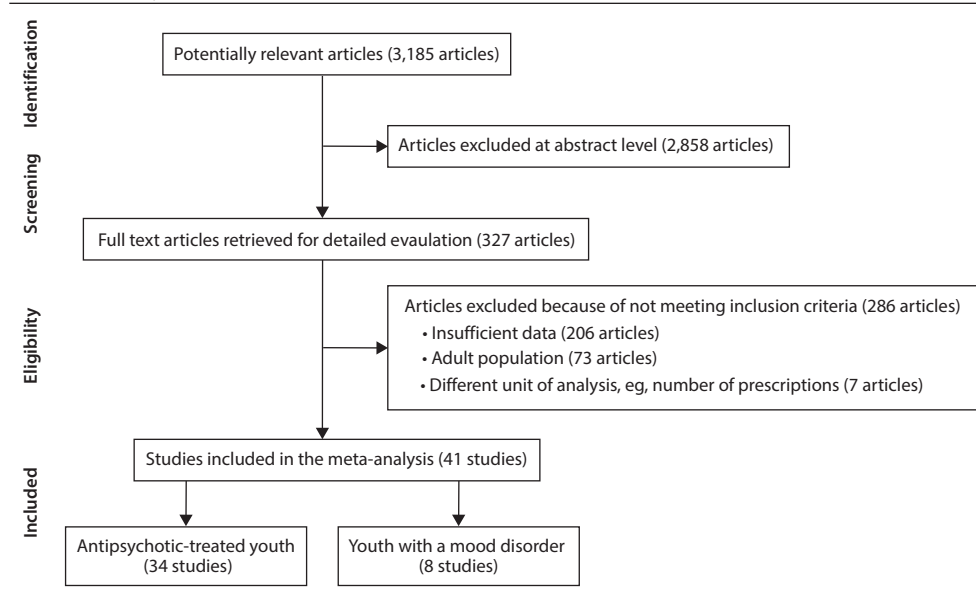 Identification
Potentially relevant articles (3,185 articles)
Screening
Articles excluded at abstract level (2,858 articles)
Full text articles retrieved for detailed evaulation (327 articles)
Eligibility
Articles excluded because of not meeting inclusion criteria (286 articles)
• Insufficient data (206 articles)
• Adult population (73 articles)
• Different unit of analysis, eg, number of prescriptions (7 articles)
Included
Studies included in the meta-analysis (41 studies)
Antipsychotic-treated youth
(34 studies)
Youth with a mood disorder
(8 studies)